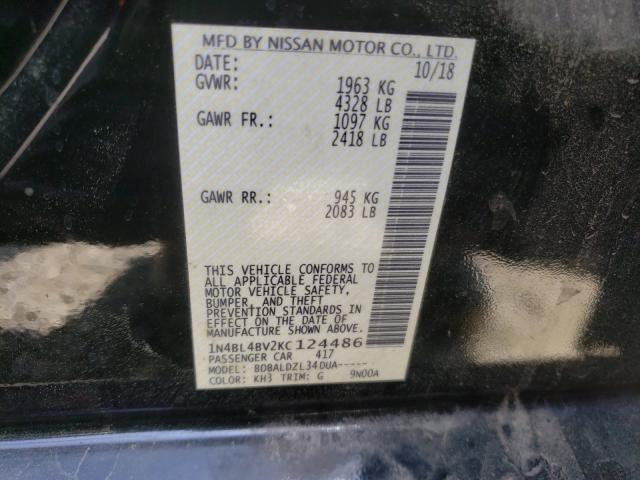 MFD BY NISSAN MOTOR CO., LTD.
DATE: 10/18
GVWR: 1963 KG
4328 LB
GAWR FR.: 1097 KG
2418 LB
GAWR RR.: 945 KG
2083 LB
THIS VEHICLE CONFORMS TO
ALL APPLICABLE FEDERAL
MOTOR VEHICLE SAFETY,
BUMPER, AND THEFT
PREVENTION STANDARDS IN
EFFECT ON THE DATE OF
MANUFACTURE SHOWN ABOVE.
1N4BL4BV2KC124486
PASSENGER CAR 417
MODEL: BDBALDZL34DUA-----
COLOR: KH3 TRIM: G 9N00A